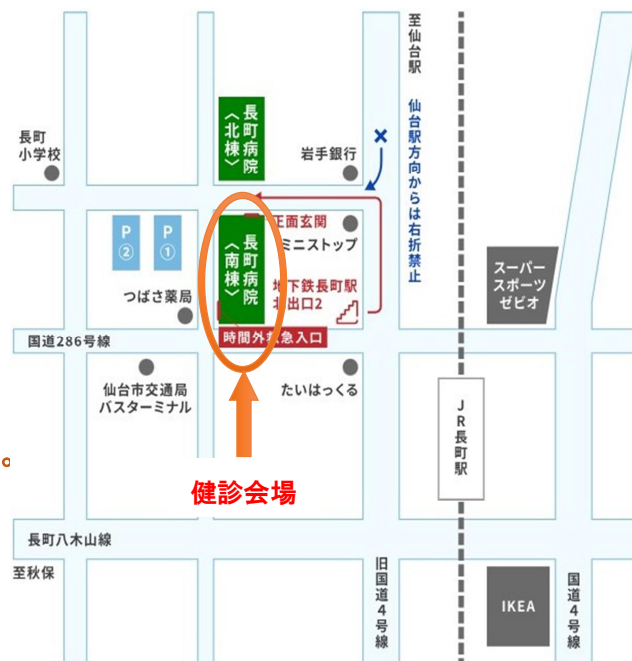 至仙台駅
仙台駅方向からは右折禁止
長町
小学校
長町病院
〈北棟〉
岩手銀行
P
②
P
①
長町病院
〈南棟〉
正面玄関
ミニストップ
地下鉄長町駅
北出口2
スーパー
スポーツ
ゼビオ
つばさ薬局
国道286号線
時間外救急入口
仙台市交通局
バスターミナル
たいはっくる
JR長町駅
健診会場
長町八木山線
至秋保
旧国道4号線
IKEA
国道4号線